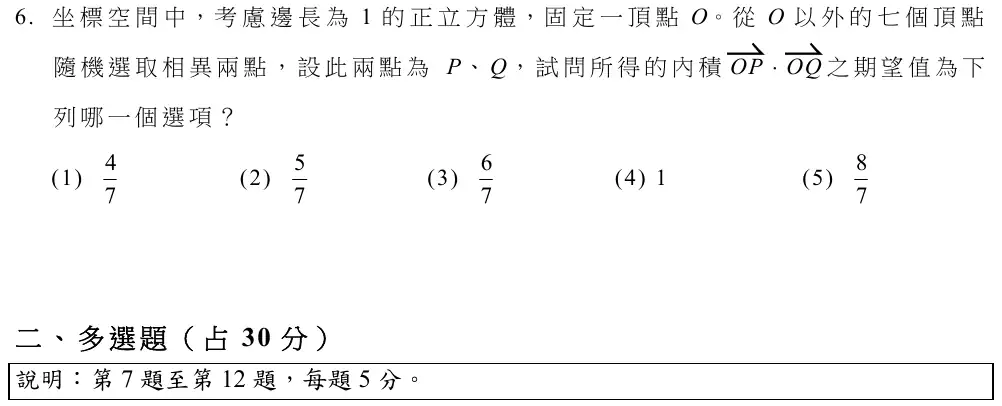 6. 坐標空間中，考慮邊長為 1 的正立方體，固定一頂點 O。從 O 以外的七個頂點
隨機選取相異兩點，設此兩點為 P、Q，試問所得的內積 $\overrightarrow{OP} \cdot \overrightarrow{OQ}$ 之期望值為下
列哪一個選項？
(1) $\frac{4}{7}$ (2) $\frac{5}{7}$ (3) $\frac{6}{7}$ (4) 1 (5) $\frac{8}{7}$
二、多選題（占 30 分）
說明：第 7 題至第 12 題，每題 5 分。